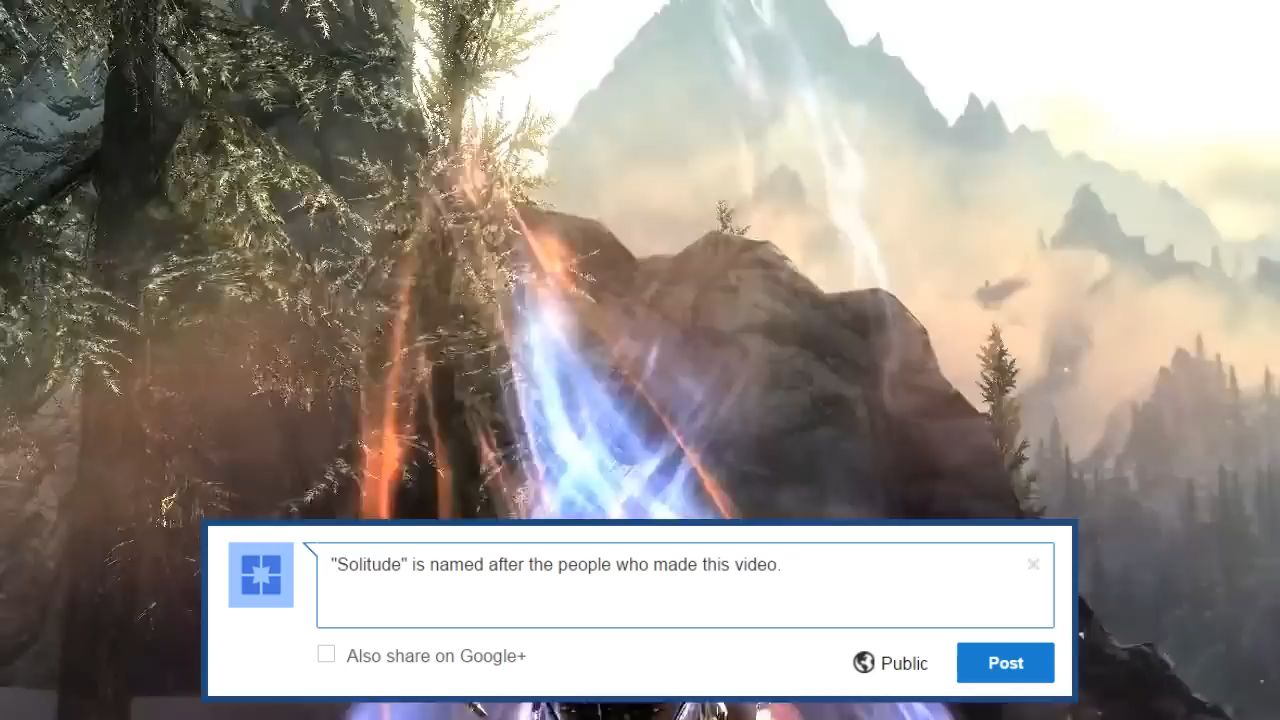 "Solitude" is named after the people who made this video.
Also share on Google+
Public
Post